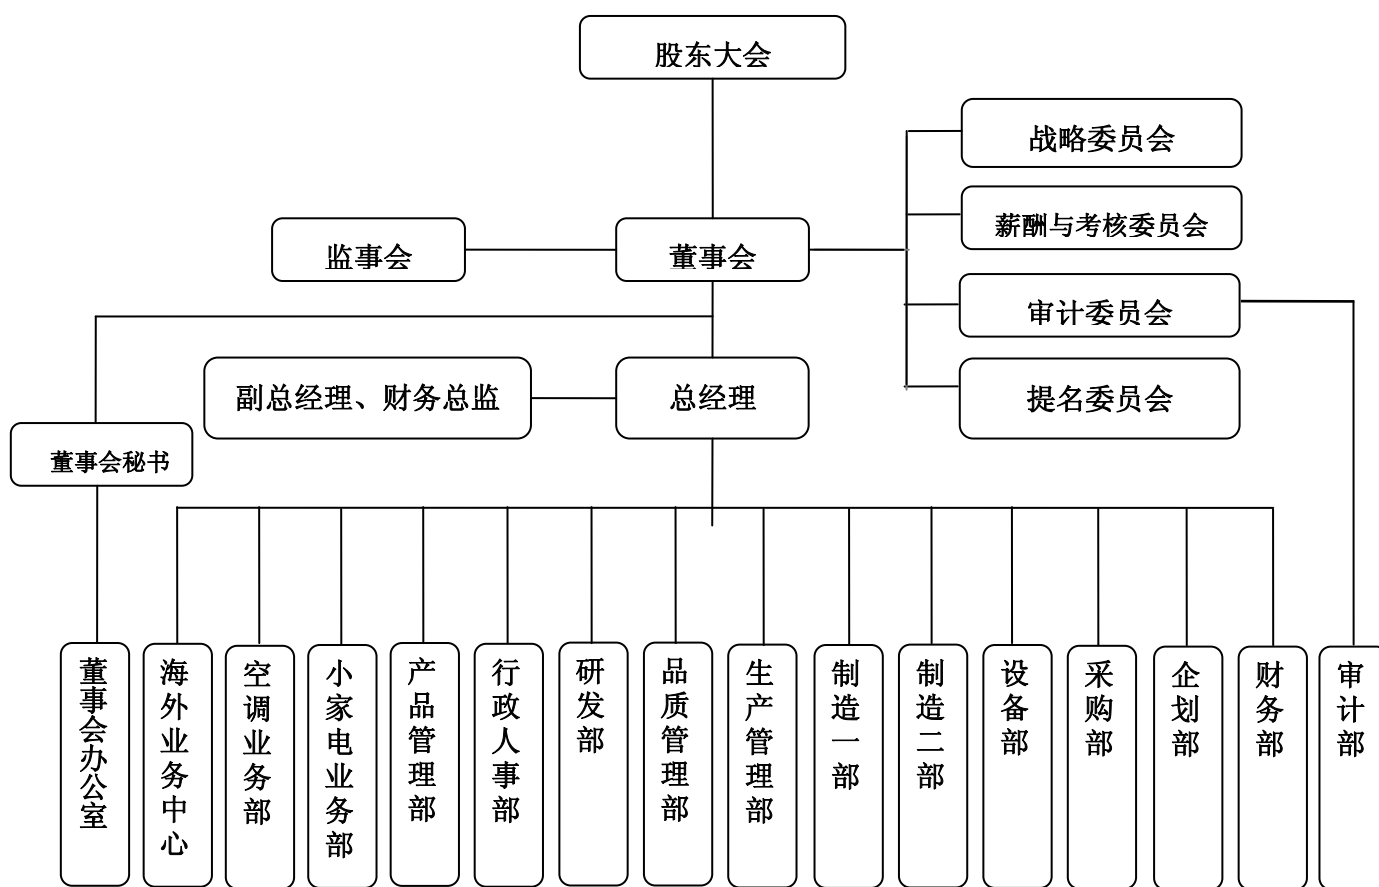 股东大会
战略委员会
薪酬与考核委员会
监事会
董事会
审计委员会
副总经理、财务总监
总经理
提名委员会
董事会秘书
董事会办公室
海外业务中心
空调业务部
小家电业务部
产品管理部
行政人事部
研发部
品质管理部
生产管理部
制造一部
制造二部
设备部
采购部
企划部
财务部
审计部